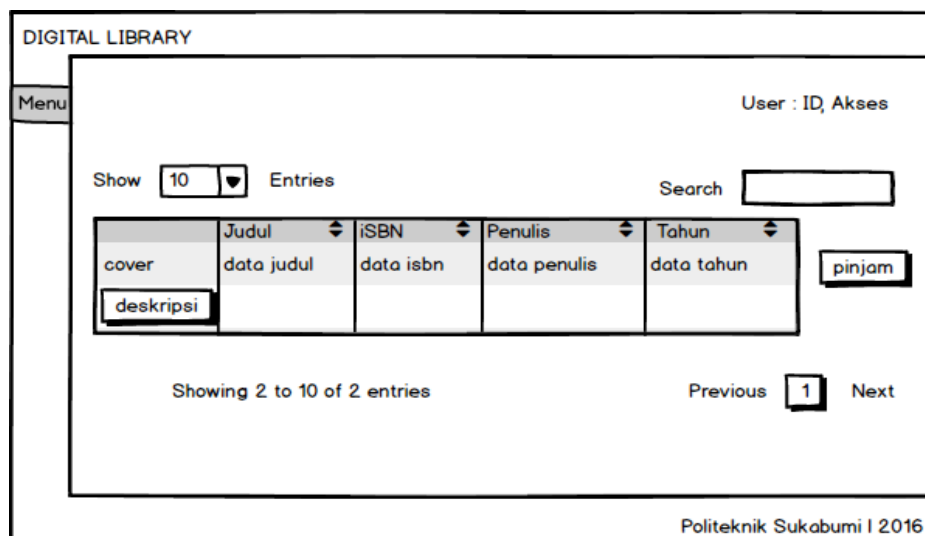 DIGITAL LIBRARY
Menu
User : ID, Akses
Show 10 Entries
Search
Judul iSBN Penulis Tahun
cover data judul data isbn data penulis data tahun pinjam
deskripsi
Showing 2 to 10 of 2 entries
Previous 1 Next
Politeknik Sukabumi | 2016